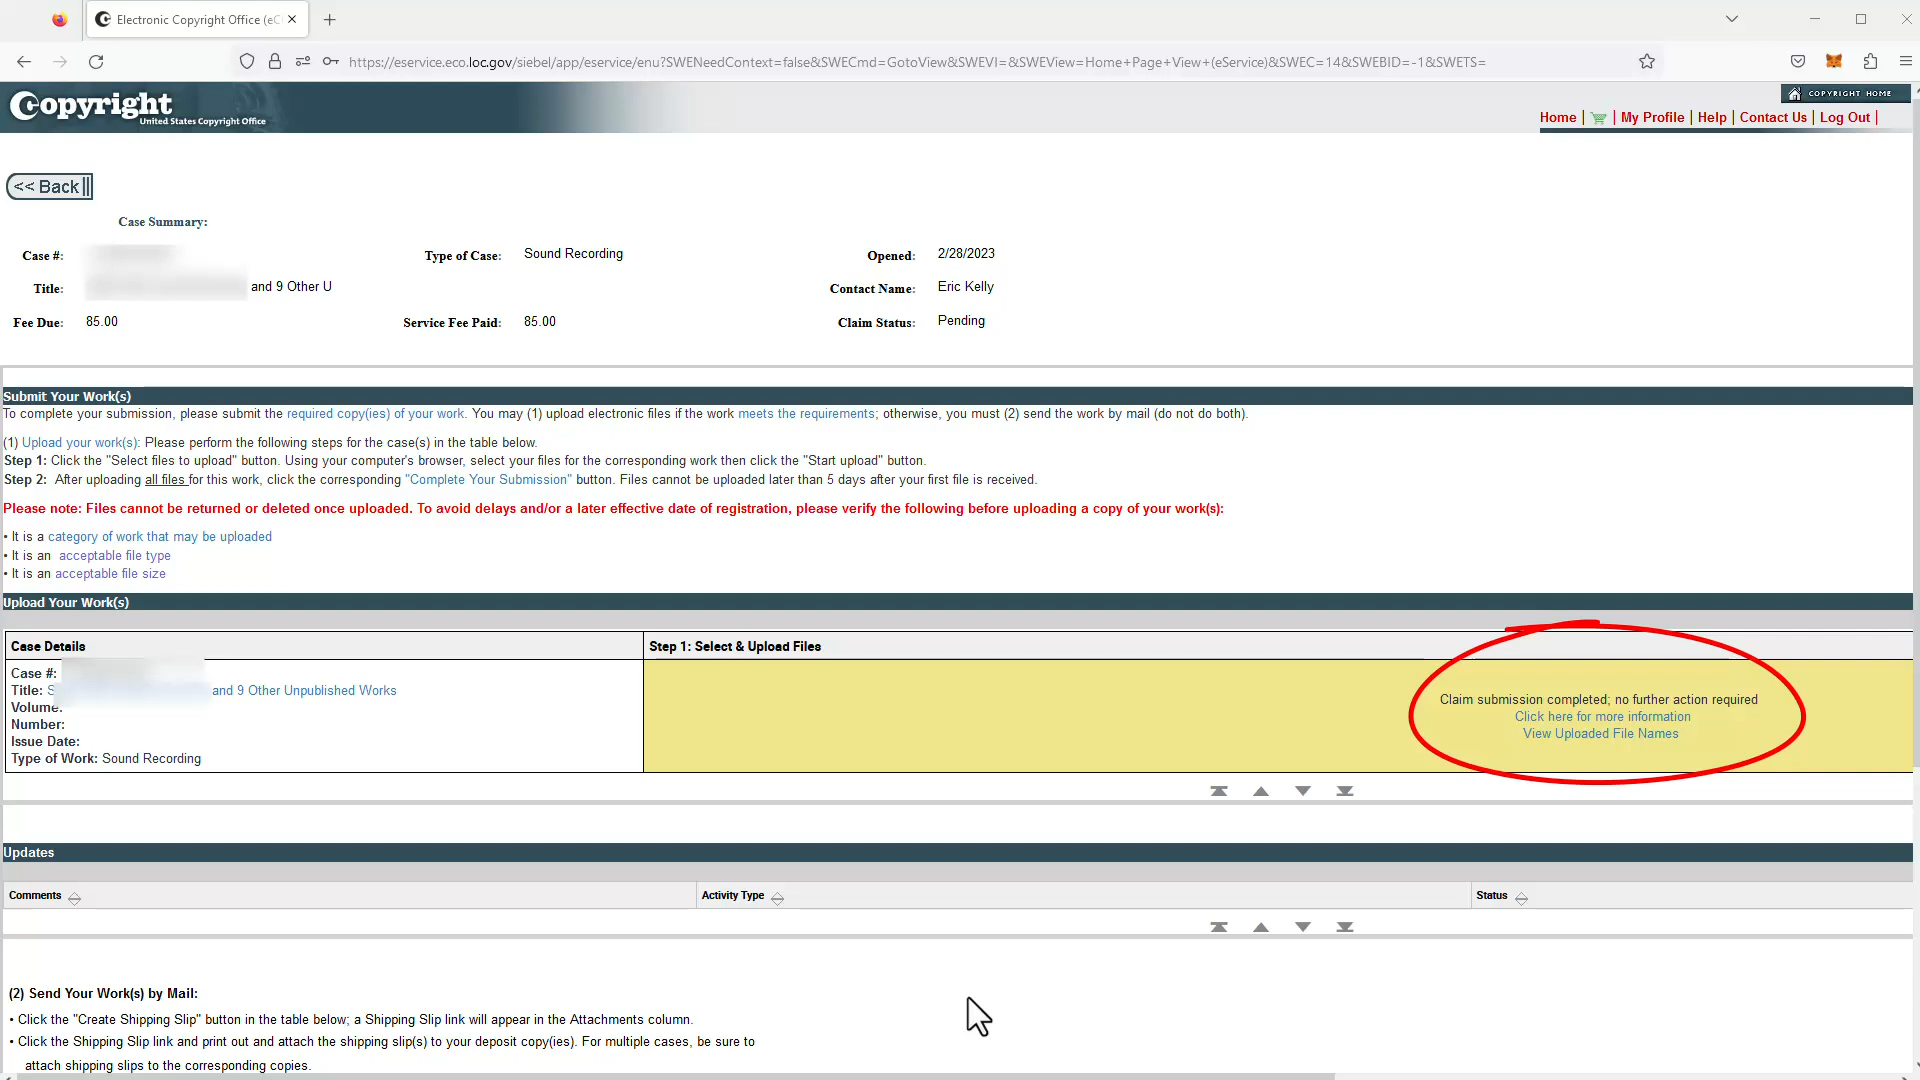 Electronic Copyright Office (eC
https://eservice.eco.loc.gov/siebel/app/eservice/enu?SWENeedContext=false&SWECmd=GotoView&SWEVI=&SWEView=Home+Page+View+(eService)&SWEC=14&SWEBID=-1&SWETS=
Copyright
United States Copyright Office
COPYRIGHT HOME
Home | | My Profile | Help | Contact Us | Log Out |
<< Back
Case Summary:
Case #: Type of Case: Sound Recording Opened: 2/28/2023
Title: and 9 Other U Contact Name: Eric Kelly
Fee Due: 85.00 Service Fee Paid: 85.00 Claim Status: Pending
Submit Your Work(s)
To complete your submission, please submit the required copy(ies) of your work. You may (1) upload electronic files if the work meets the requirements; otherwise, you must (2) send the work by mail (do not do both).
(1) Upload your work(s): Please perform the following steps for the case(s) in the table below.
Step 1: Click the "Select files to upload" button. Using your computer's browser, select your files for the corresponding work then click the "Start upload" button.
Step 2: After uploading all files for this work, click the corresponding "Complete Your Submission" button. Files cannot be uploaded later than 5 days after your first file is received.
Please note: Files cannot be returned or deleted once uploaded. To avoid delays and/or a later effective date of registration, please verify the following before uploading a copy of your work(s):
• It is a category of work that may be uploaded
• It is an acceptable file type
• It is an acceptable file size
Upload Your Work(s)
Case Details Step 1: Select & Upload Files
Case #:
Title: S and 9 Other Unpublished Works
Volume:
Number:
Issue Date:
Type of Work: Sound Recording
Claim submission completed; no further action required
Click here for more information
View Uploaded File Names
Updates
Comments Activity Type Status
(2) Send Your Work(s) by Mail:
• Click the "Create Shipping Slip" button in the table below; a Shipping Slip link will appear in the Attachments column.
• Click the Shipping Slip link and print out and attach the shipping slip(s) to your deposit copy(ies). For multiple cases, be sure to
attach shipping slips to the corresponding copies.